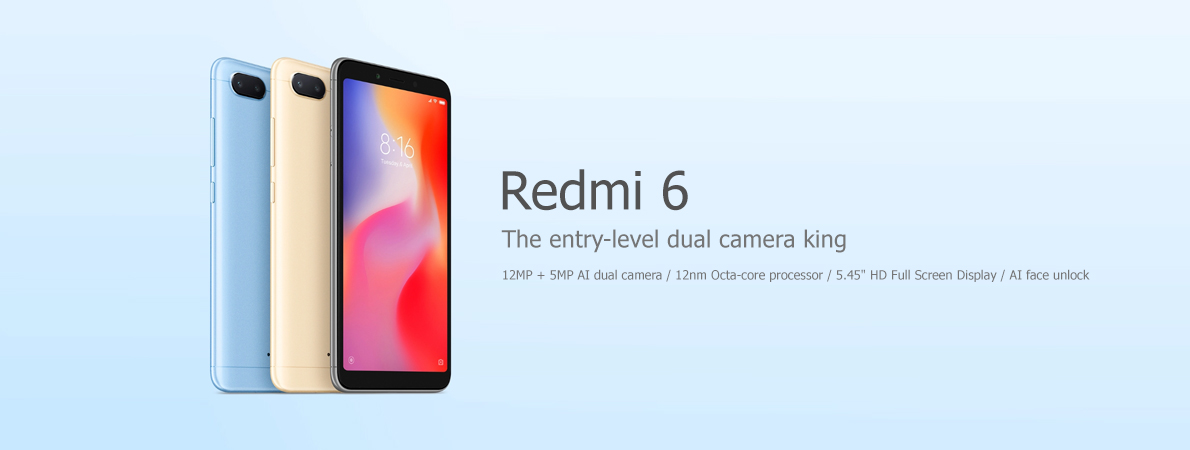 8:16
Redmi 6
The entry-level dual camera king
12MP + 5MP AI dual camera / 12nm Octa-core processor / 5.45" HD Full Screen Display / AI face unlock